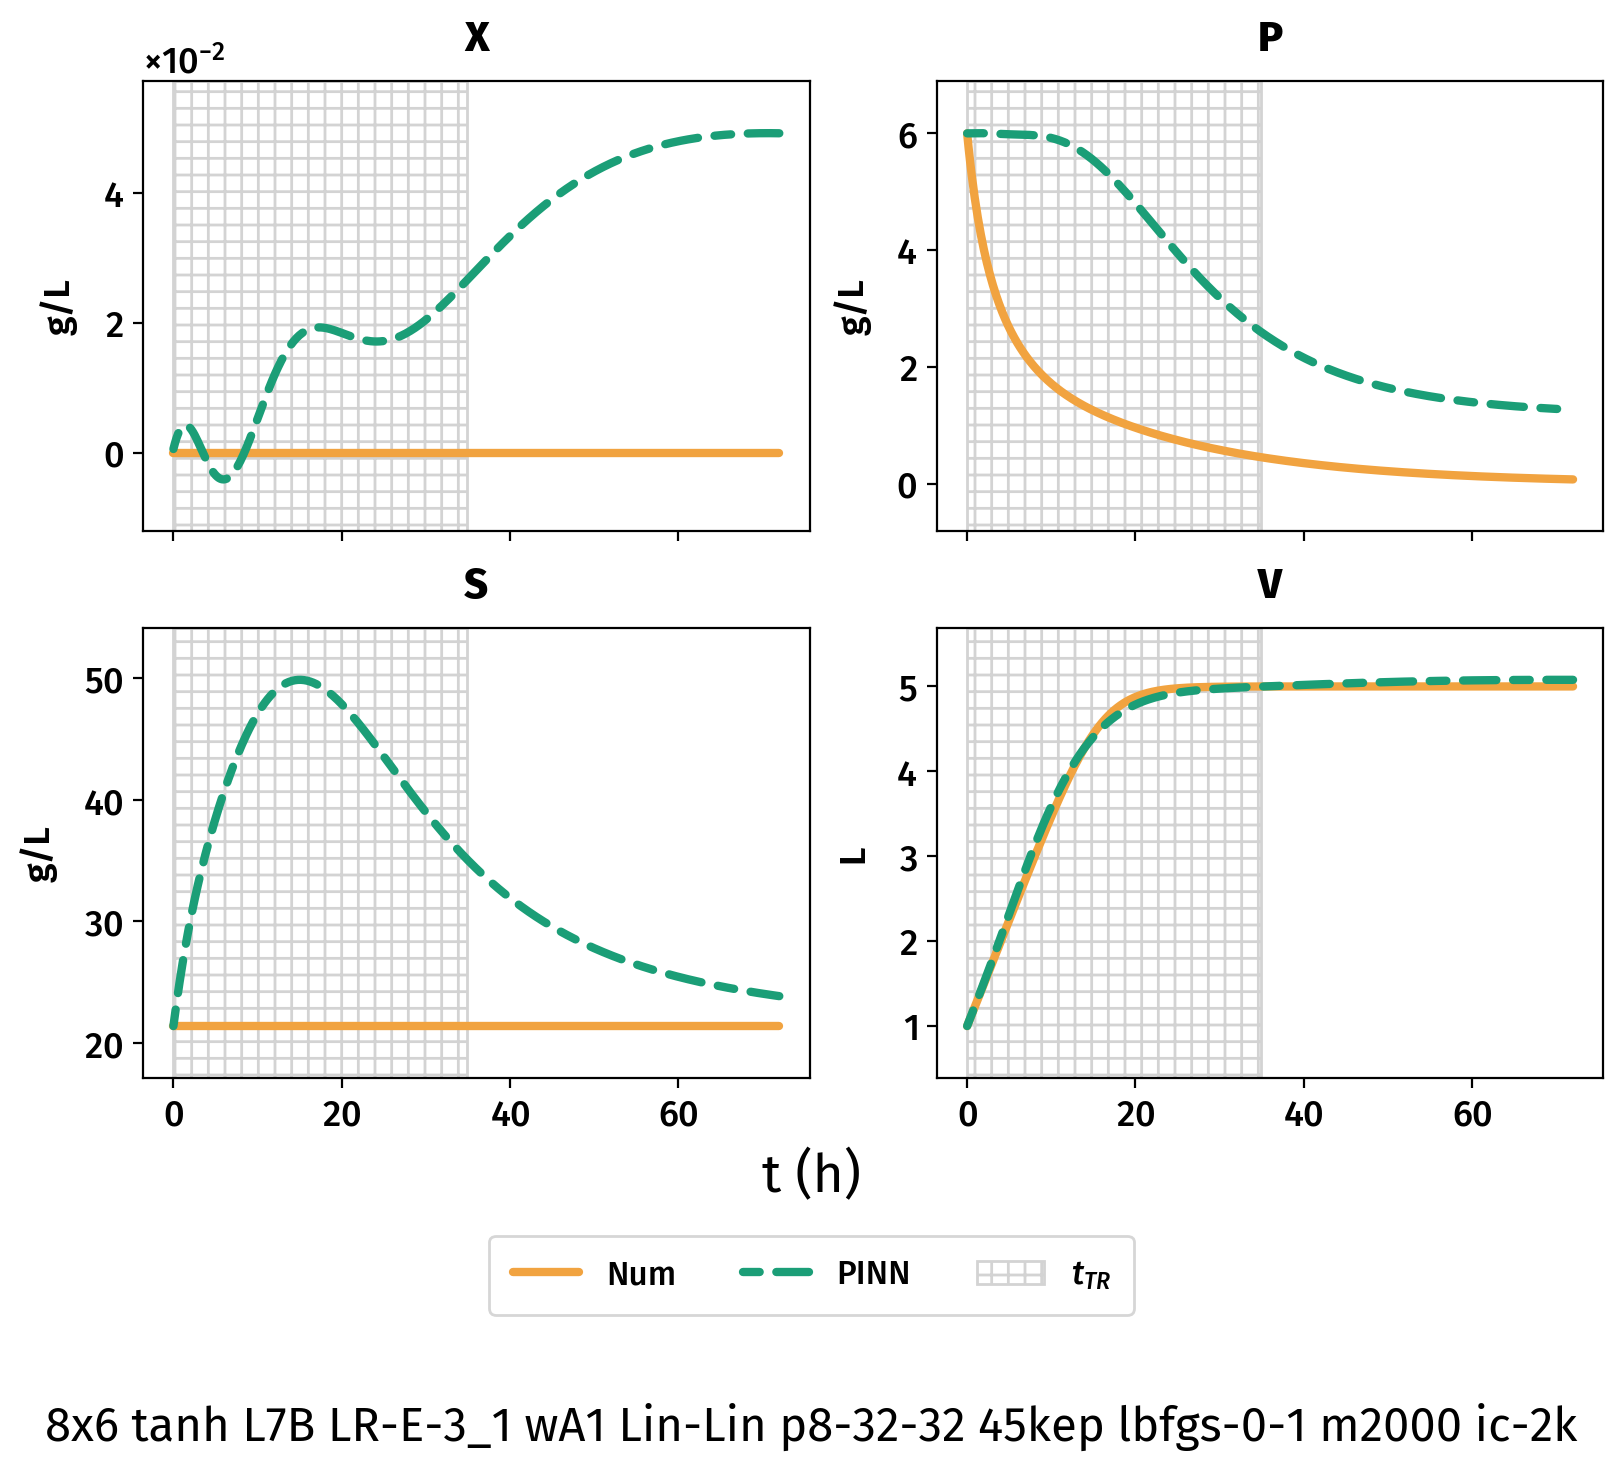 X
×10⁻²
4
2
0
g/L
P
6
4
2
0
g/L
S
50
40
30
20
g/L
0 20 40 60
V
5
4
3
2
1
L
0 20 40 60
t (h)
Num PINN t_TR
8x6 tanh L7B LR-E-3_1 wA1 Lin-Lin p8-32-32 45kep lbfgs-0-1 m2000 ic-2k